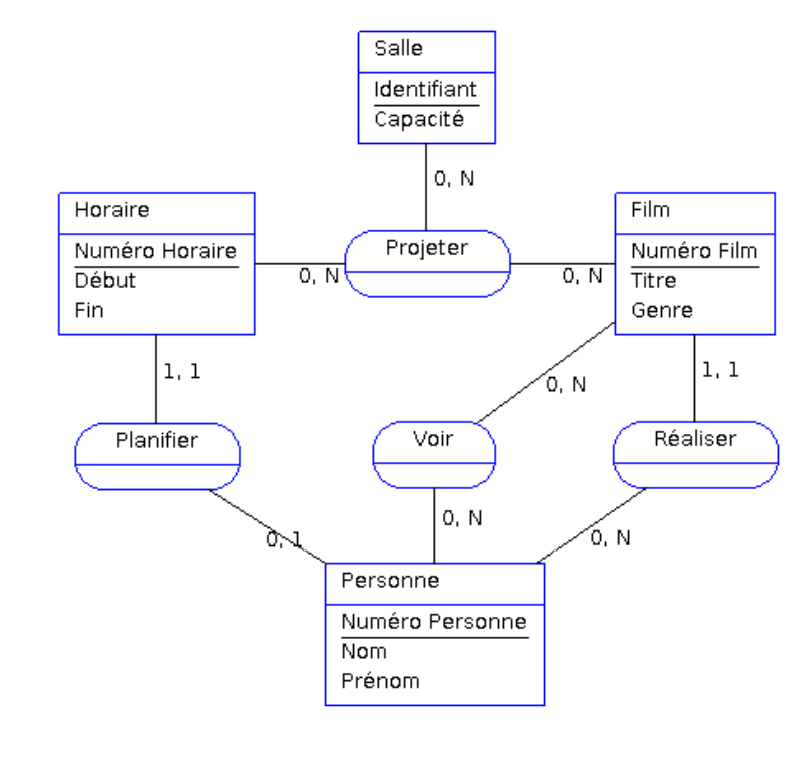 Salle
Identifiant
Capacité
0, N
Horaire
Numéro Horaire
Début
Fin
Projeter
0, N
0, N
Film
Numéro Film
Titre
Genre
1, 1
0, N
1, 1
Planifier
Voir
Réaliser
0, 1
0, N
0, N
Personne
Numéro Personne
Nom
Prénom